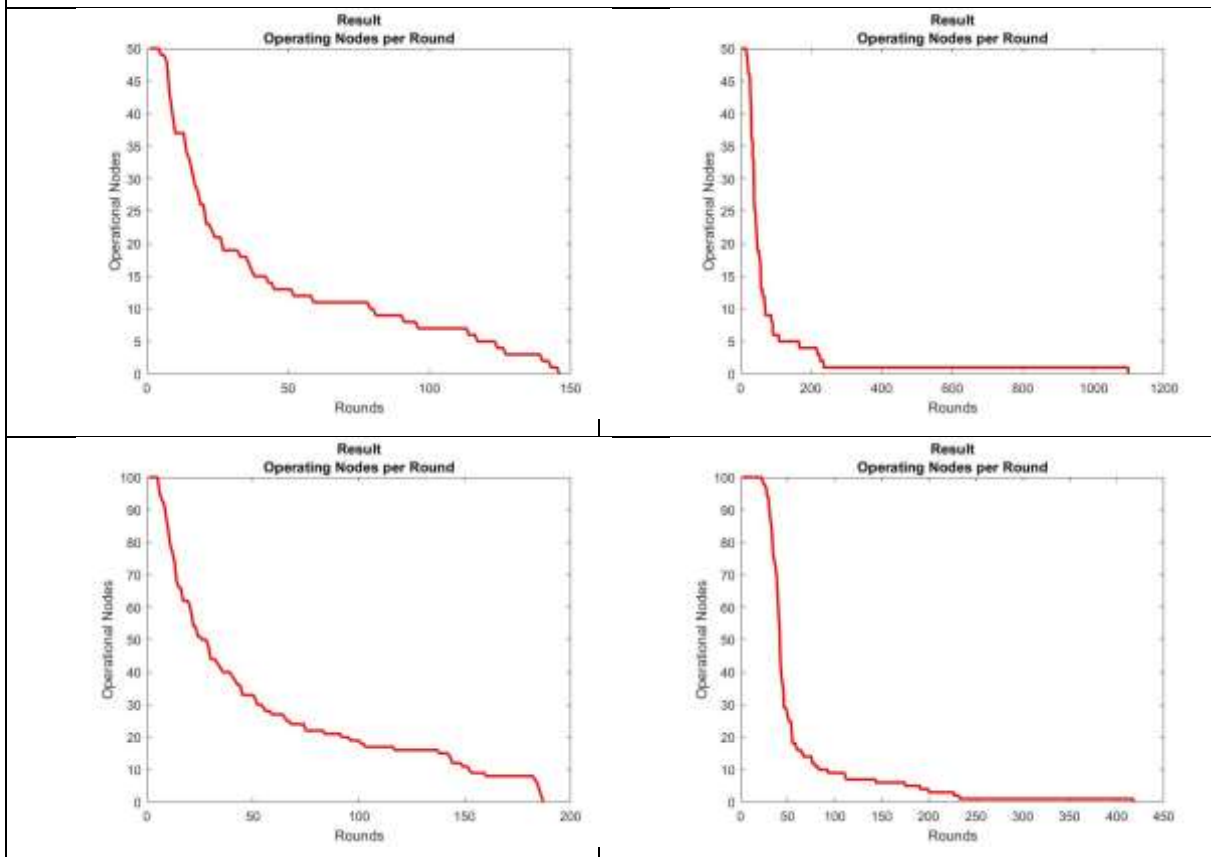 Result
Operating Nodes per Round
50
45
40
35
30
25
20
15
10
5
0
Operational Nodes
0 50 100 150
Rounds
Result
Operating Nodes per Round
50
45
40
35
30
25
20
15
10
5
0
Operational Nodes
0 200 400 600 800 1000 1200
Rounds
Result
Operating Nodes per Round
100
90
80
70
60
50
40
30
20
10
0
Operational Nodes
0 50 100 150 200
Rounds
Result
Operating Nodes per Round
100
90
80
70
60
50
40
30
20
10
0
Operational Nodes
0 50 100 150 200 250 300 350 400 450
Rounds